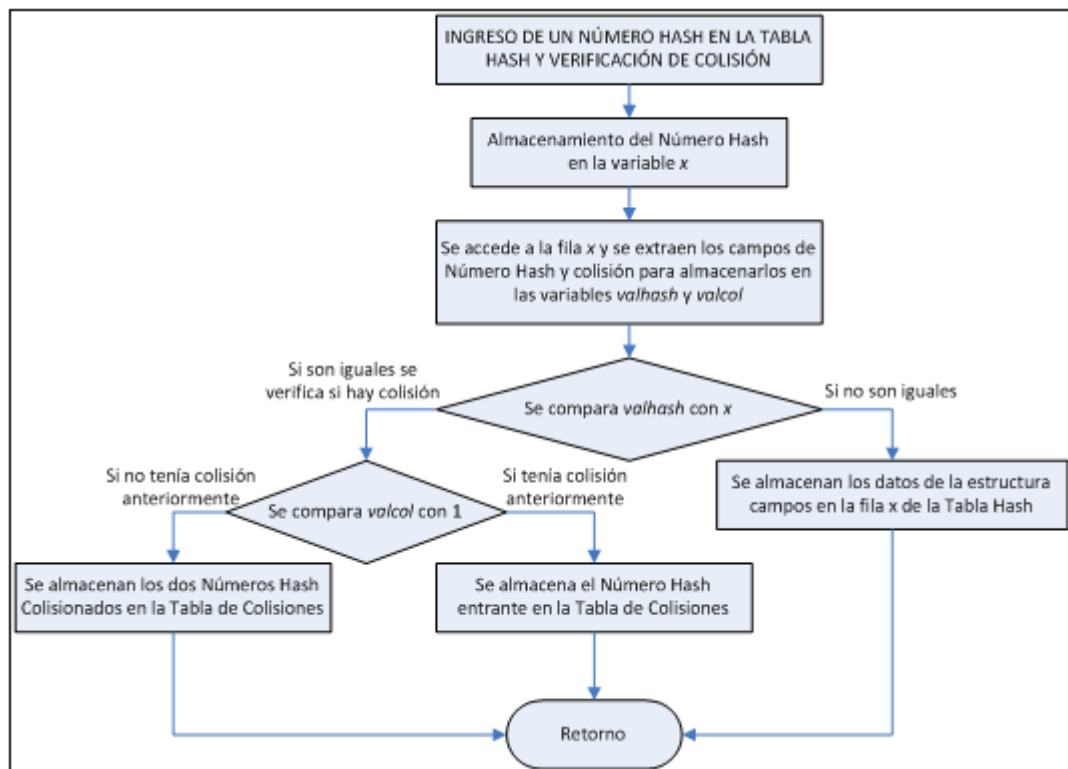 INGRESO DE UN NÚMERO HASH EN LA TABLA
HASH Y VERIFICACIÓN DE COLISIÓN
Almacenamiento del Número Hash
en la variable x
Se accede a la fila x y se extraen los campos de
Número Hash y colisión para almacenarlos en
las variables valhash y valcol
Si son iguales se
verifica si hay colisión
Se compara valhash con x
Si no son iguales
Si no tenía colisión
anteriormente
Se compara valcol con 1
Si tenía colisión
anteriormente
Se almacenan los datos de la estructura
campos en la fila x de la Tabla Hash
Se almacenan los dos Números Hash
Colisionados en la Tabla de Colisiones
Se almacena el Número Hash
entrante en la Tabla de Colisiones
Retorno